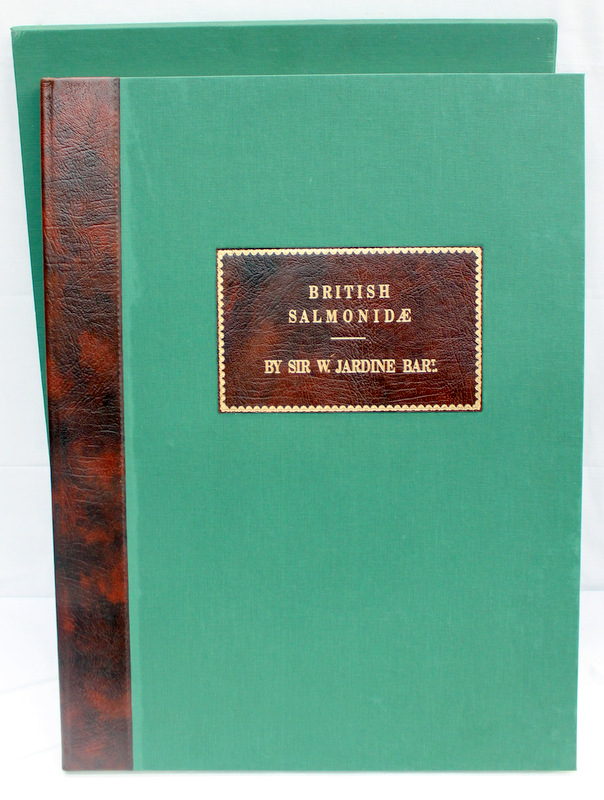 BRITISH
SALMONIDÆ
BY SIR W. JARDINE BARᵀ.